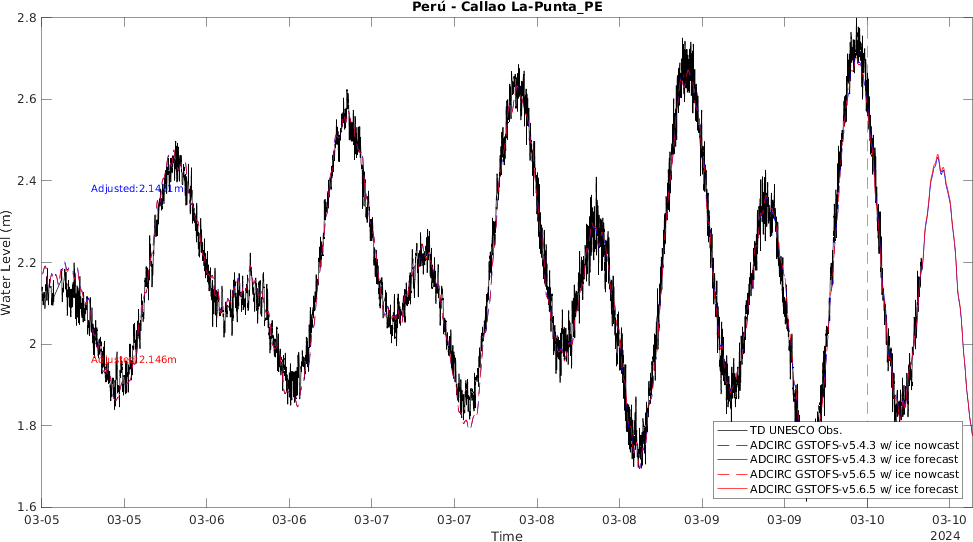 Perú - Callao La-Punta_PE
2.8
2.6
2.4
2.2
2
1.8
1.6
Water Level (m)
Adjusted:2.146m
TD UNESCO Obs.
ADCIRC GSTOFS-v5.4.3 w/ ice nowcast
ADCIRC GSTOFS-v5.4.3 w/ ice forecast
ADCIRC GSTOFS-v5.6.5 w/ ice nowcast
ADCIRC GSTOFS-v5.6.5 w/ ice forecast
03-05 03-05 03-06 03-06 03-07 03-07 03-08 03-08 03-09 03-09 03-10 03-10
2024
Time